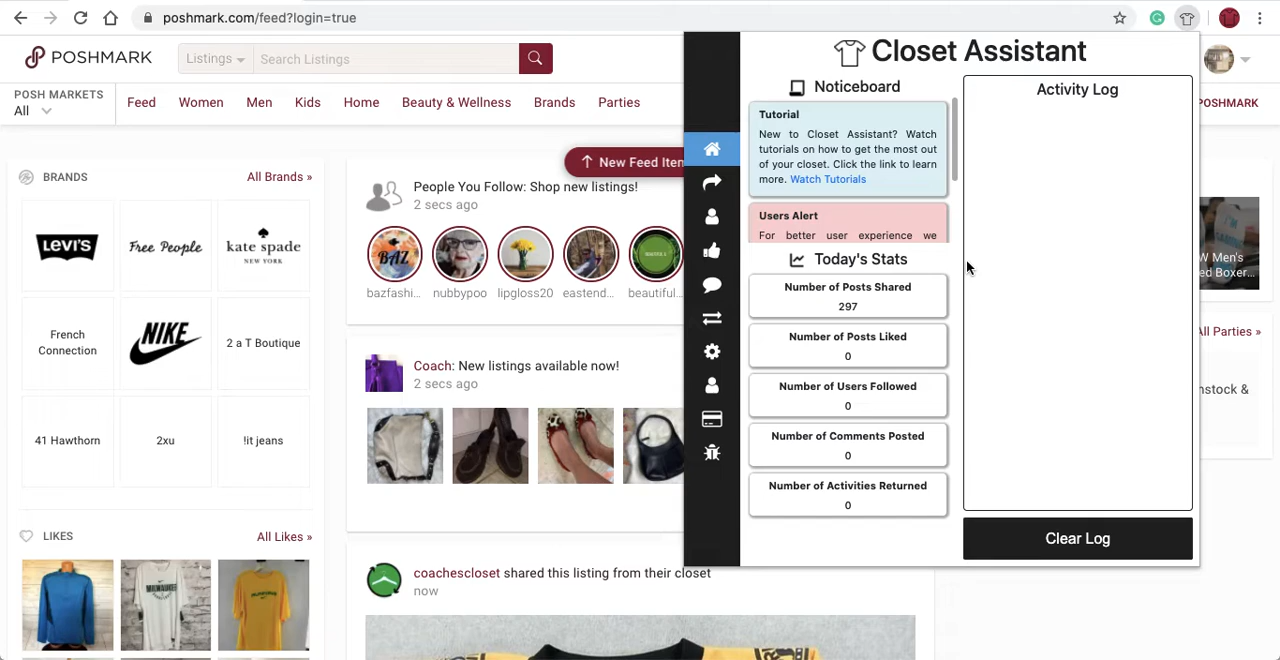 poshmark.com/feed?login=true
POSHMARK
Listings
Search Listings
POSH MARKETS
All
Feed
Women
Men
Kids
Home
Beauty & Wellness
Brands
Parties
POSHMARK
BRANDS
All Brands »
LEVI'S
Free People
kate spade
NEW YORK
French
Connection
NIKE
2 a T Boutique
41 Hawthorn
2xu
!it jeans
LIKES
All Likes »
MILWAUKEE
New Feed Item
People You Follow: Shop new listings!
2 secs ago
BAZ
bazfashi...
nubbypoo
lipgloss20
eastend...
beautiful...
Coach: New listings available now!
2 secs ago
coachescloset shared this listing from their closet
now
Closet Assistant
Noticeboard
Tutorial
New to Closet Assistant? Watch
tutorials on how to get the most out
of your closet. Click the link to learn
more. Watch Tutorials
Users Alert
For better user experience we
Today's Stats
Number of Posts Shared
297
Number of Posts Liked
0
Number of Users Followed
0
Number of Comments Posted
0
Number of Activities Returned
0
Activity Log
Clear Log
W Men's
ed Boxer...
All Parties »
nstock &